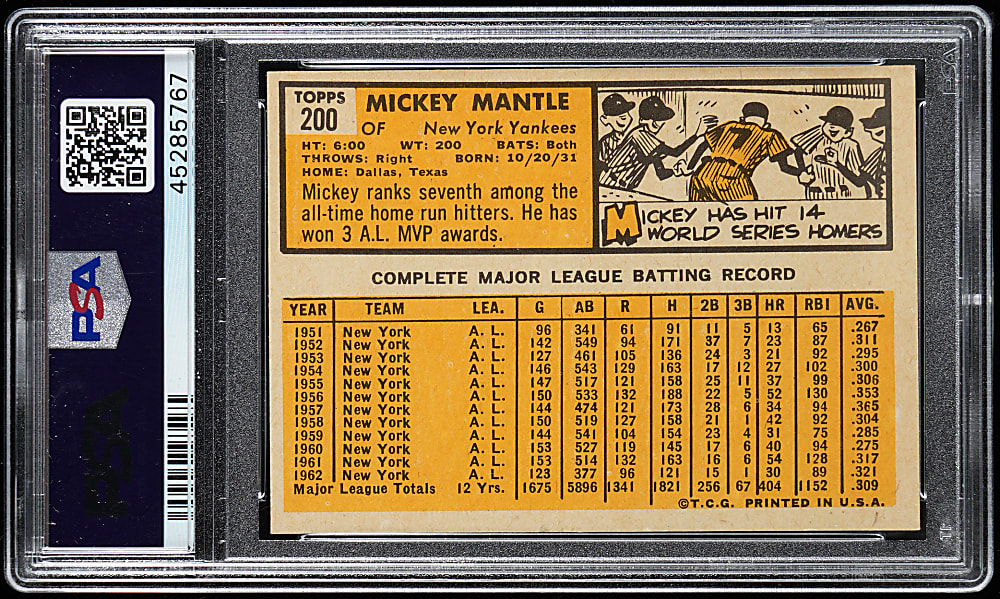 45285767
PSA
PSA
TOPPS
200
MICKEY MANTLE
OF New York Yankees
HT: 6:00 WT: 200 BATS: Both
THROWS: Right BORN: 10/20/31
HOME: Dallas, Texas
Mickey ranks seventh among the
all-time home run hitters. He has
won 3 A.L. MVP awards.
MICKEY HAS HIT 14
WORLD SERIES HOMERS
COMPLETE MAJOR LEAGUE BATTING RECORD
YEAR TEAM LEA. G AB R H 2B 3B HR RBI AVG.
1951 New York A. L. 96 341 61 91 11 5 13 65 .267
1952 New York A. L. 142 549 94 171 37 7 23 87 .311
1953 New York A. L. 127 461 105 136 24 3 21 92 .295
1954 New York A. L. 146 543 129 163 17 12 27 102 .300
1955 New York A. L. 147 517 121 158 25 11 37 99 .306
1956 New York A. L. 150 533 132 188 22 5 52 130 .353
1957 New York A. L. 144 474 121 173 28 6 34 94 .365
1958 New York A. L. 150 519 127 158 21 1 42 92 .304
1959 New York A. L. 144 541 104 154 23 4 31 75 .285
1960 New York A. L. 153 527 119 145 17 6 40 94 .275
1961 New York A. L. 153 514 132 163 16 6 54 128 .317
1962 New York A. L. 123 377 96 121 15 1 30 89 .321
Major League Totals 12 Yrs. 1675 5896 1341 1821 256 67 404 1152 .309
©T.C.G. PRINTED IN U.S.A.